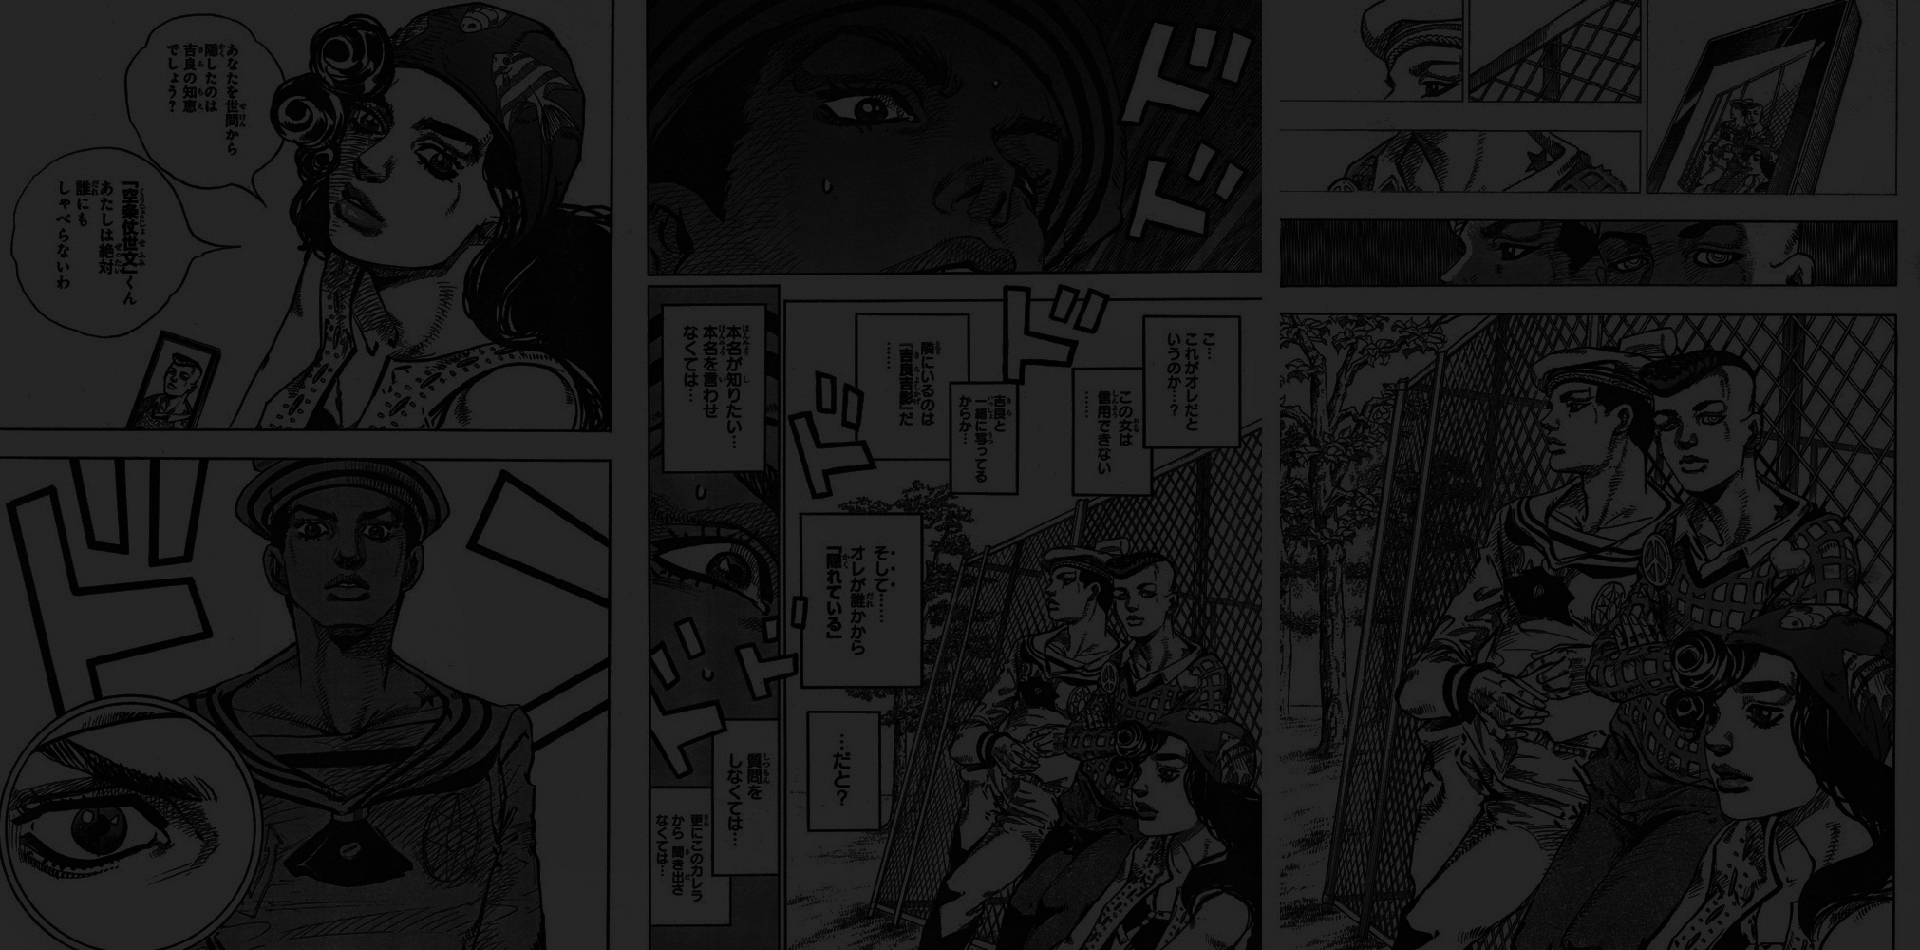 ドド
こ…
これがオレだと
いうのか…?
この女は
信用できない
……
吉良と
一緒に写ってる
からか…
隣にいるのは
「吉良吉影」だ
……
そして……
オレが誰かから
「隠れている」
…だと?
ドドドド
本名が知りたい…
本名を言わせ
なくては…
質問を
しなくては…
更にこのカレラ
から聞き出さ
なくては…
あなたを世間から
隠したのは
吉良の知恵
でしょう?
『空条仗世文』くん
あたしは絶対
誰にも
しゃべらないわ
ド